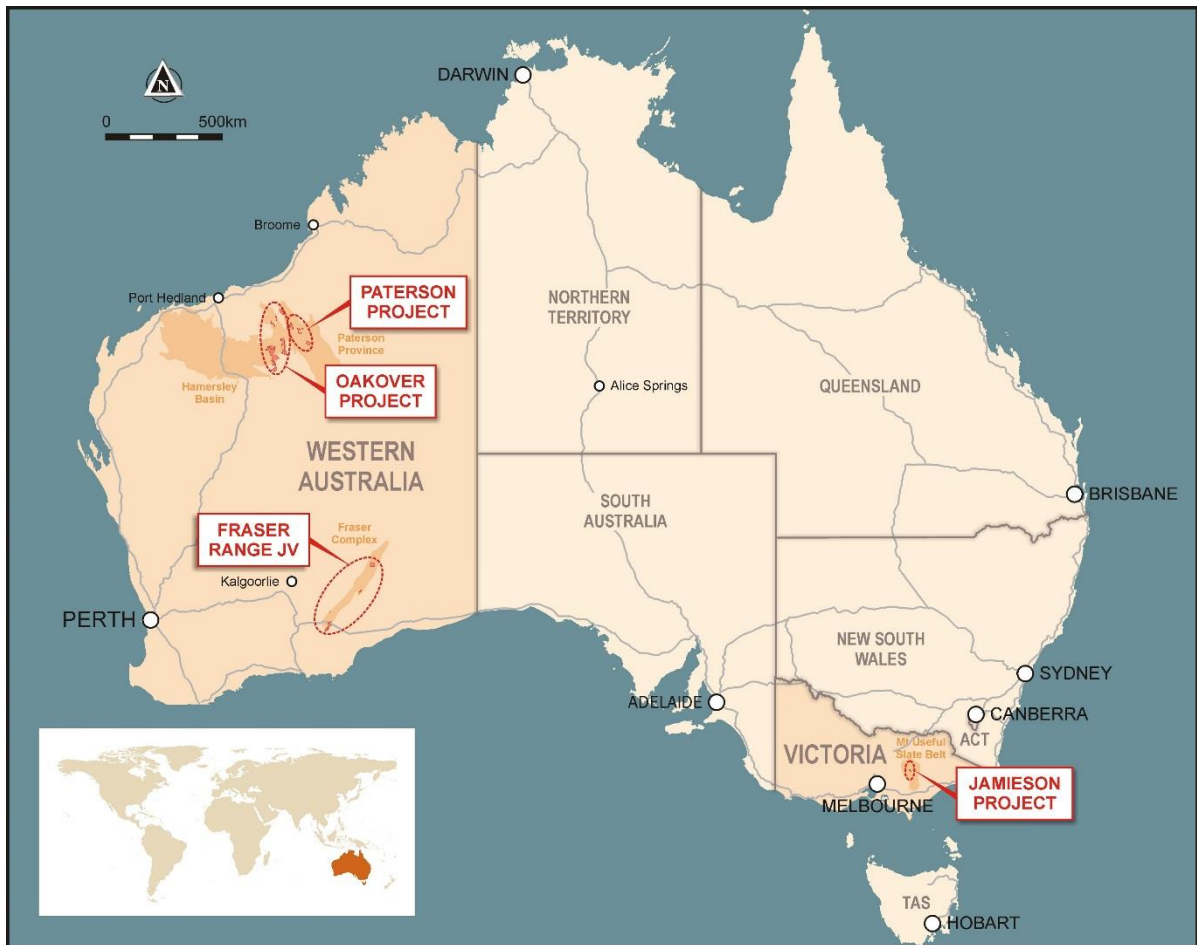 DARWIN
N
0 500km
Broome
Port Hedland
PATERSON
PROJECT
Paterson
Province
OAKOVER
PROJECT
Hamersley
Basin
NORTHERN
TERRITORY
Alice Springs
QUEENSLAND
WESTERN
AUSTRALIA
SOUTH
AUSTRALIA
BRISBANE
FRASER
RANGE JV
Fraser
Complex
Kalgoorlie
PERTH
NEW SOUTH
WALES
SYDNEY
ADELAIDE
CANBERRA
ACT
VICTORIA
Mt Useful
Slate Belt
MELBOURNE
JAMIESON
PROJECT
TAS
HOBART